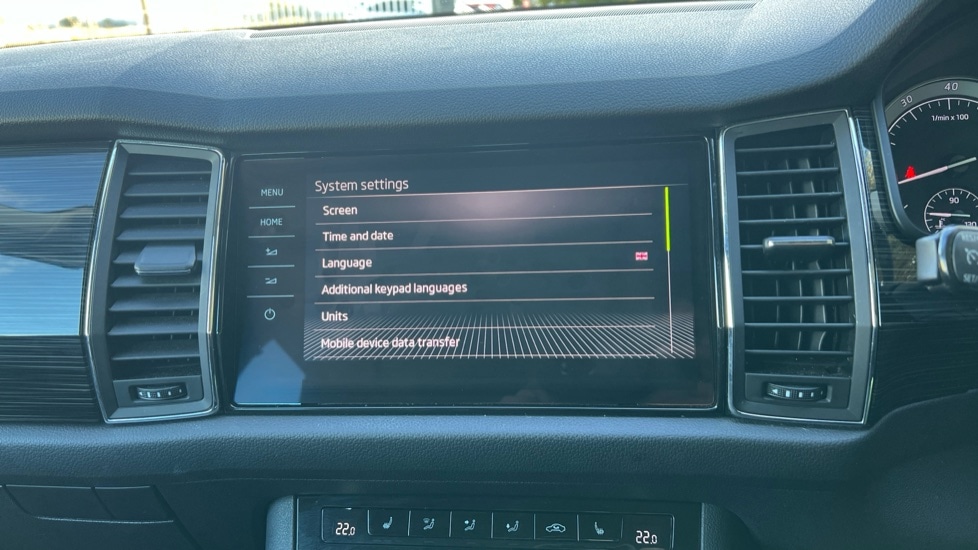 30
40
1/min x 100
MENU
System settings
HOME
Screen
Time and date
Language
Additional keypad languages
Units
Mobile device data transfer
90
22.0
22.0